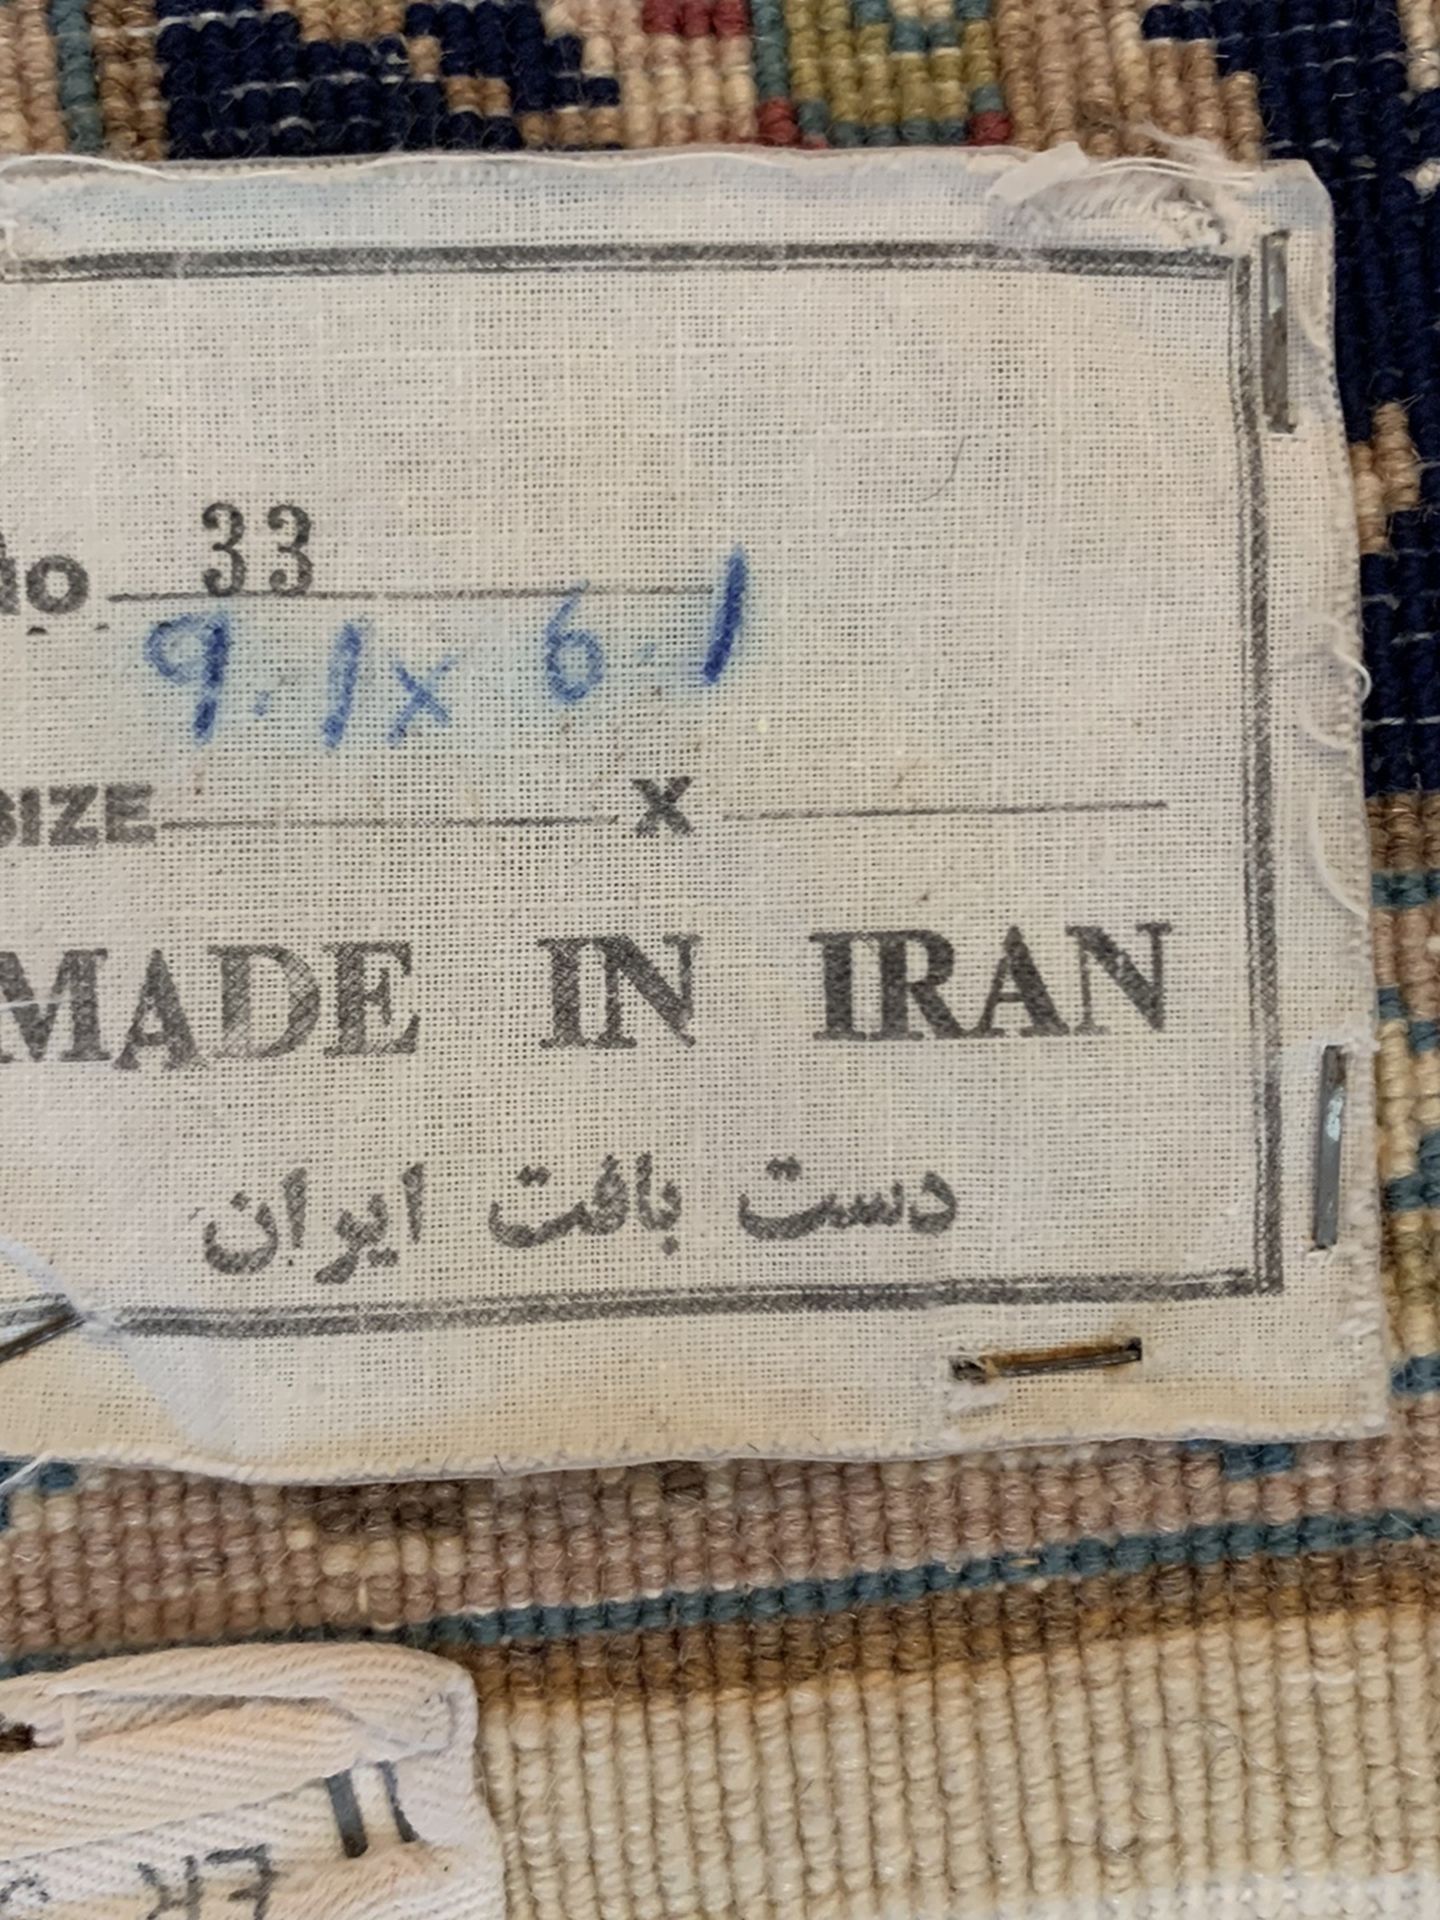 No 33
9.1x 6.1
SIZE x
MADE IN IRAN
دست بافت ایران